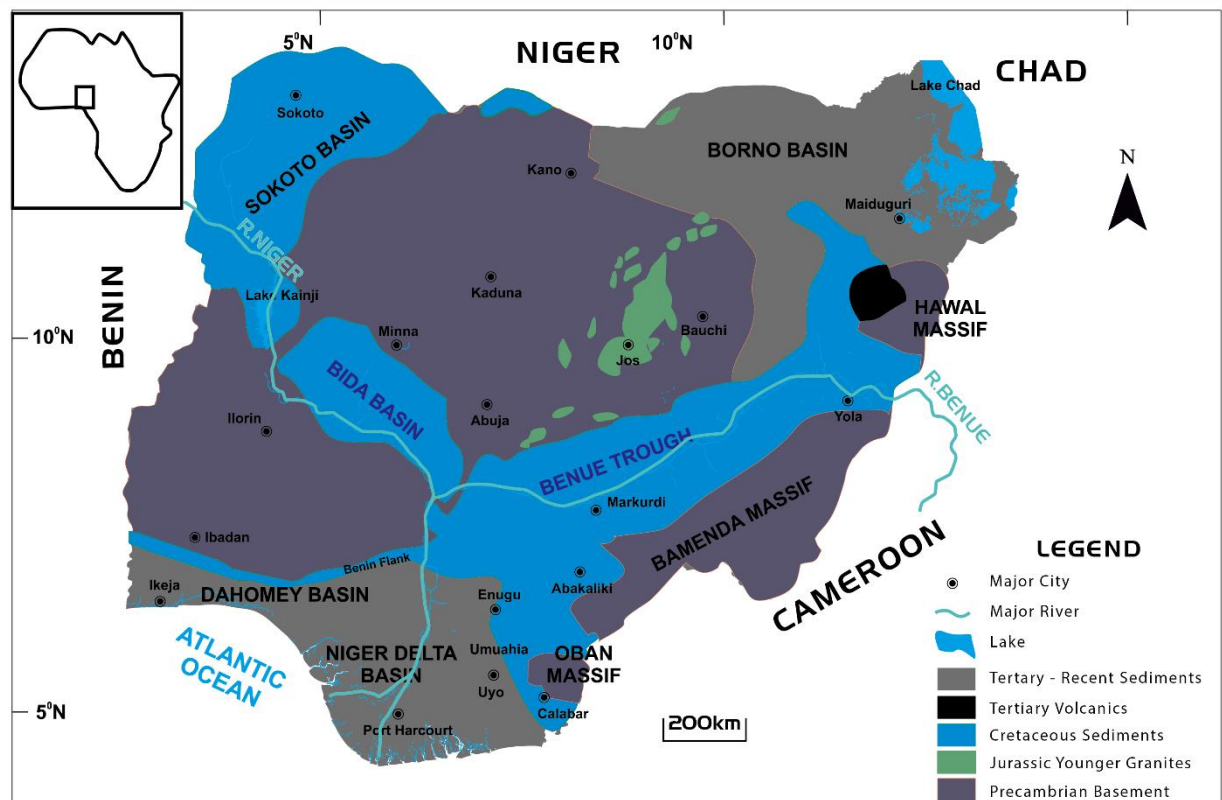 5⁰N
10⁰N
NIGER
CHAD
Lake Chad
Sokoto
SOKOTO BASIN
BORNO BASIN
Kano
N
Maiduguri
R.NIGER
BENIN
Lake Kainji
Kaduna
HAWAL
MASSIF
Bauchi
10⁰N
Minna
Jos
BIDA BASIN
R.BENUE
Ilorin
Abuja
Yola
BENUE TROUGH
Markurdi
BAMENDA MASSIF
Ibadan
CAMEROON
Benin Flank
Ikeja
DAHOMEY BASIN
Abakaliki
Enugu
ATLANTIC
OCEAN
NIGER DELTA
BASIN
Umuahia
OBAN
MASSIF
Uyo
5⁰N
Port Harcourt
Calabar
200km
LEGEND
Major City
Major River
Lake
Tertary - Recent Sediments
Tertiary Volcanics
Cretaceous Sediments
Jurassic Younger Granites
Precambrian Basement